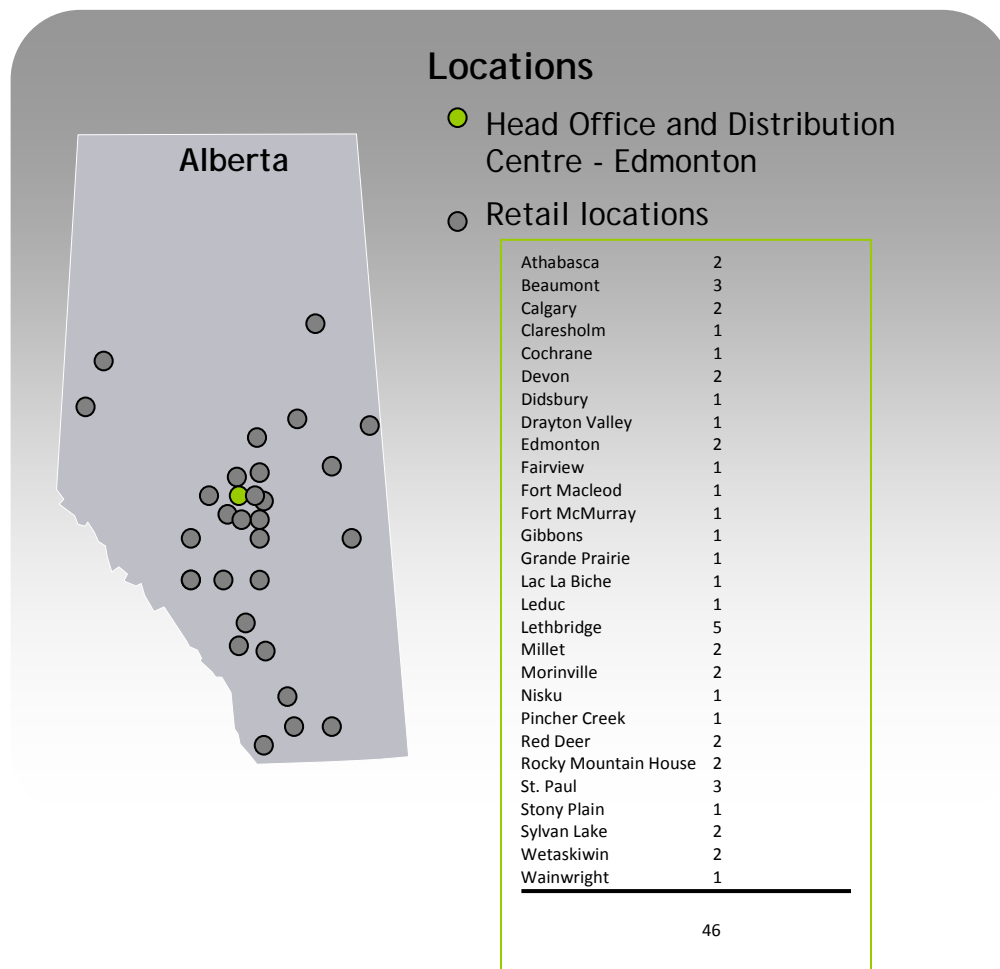 Locations
Head Office and Distribution
Centre - Edmonton
Alberta
Retail locations
Athabasca 2
Beaumont 3
Calgary 2
Claresholm 1
Cochrane 1
Devon 2
Didsbury 1
Drayton Valley 1
Edmonton 2
Fairview 1
Fort Macleod 1
Fort McMurray 1
Gibbons 1
Grande Prairie 1
Lac La Biche 1
Leduc 1
Lethbridge 5
Millet 2
Morinville 2
Nisku 1
Pincher Creek 1
Red Deer 2
Rocky Mountain House 2
St. Paul 3
Stony Plain 1
Sylvan Lake 2
Wetaskiwin 2
Wainwright 1
46